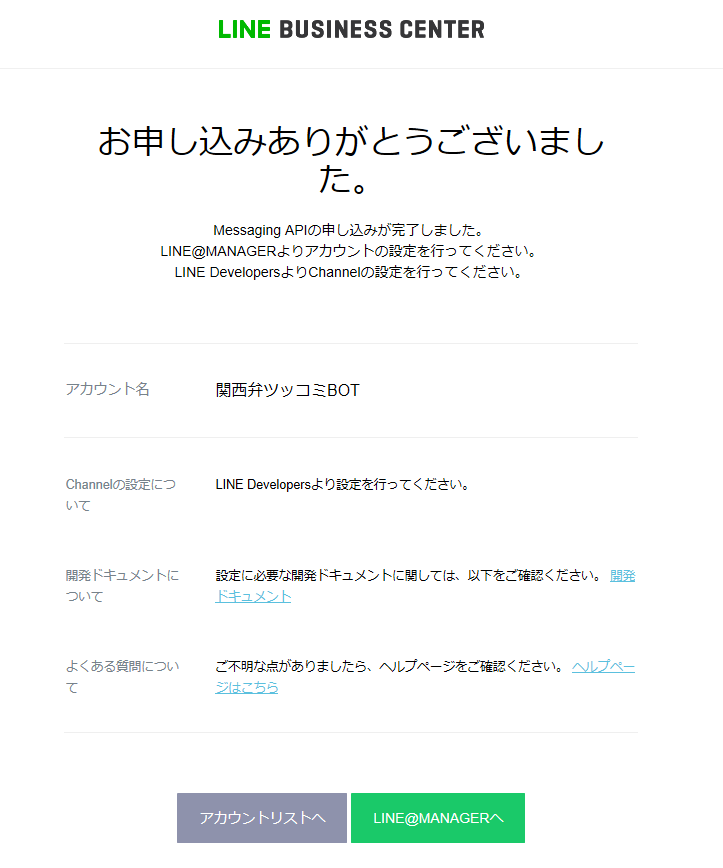 LINE BUSINESS CENTER
お申し込みありがとうございまし
た。
Messaging APIの申し込みが完了しました。
LINE@MANAGERよりアカウントの設定を行ってください。
LINE DevelopersよりChannelの設定を行ってください。
アカウント名
関西弁ツッコミBOT
Channelの設定につ
いて
LINE Developersより設定を行ってください。
開発ドキュメントに
ついて
設定に必要な開発ドキュメントに関しては、以下をご確認ください。 開発
ドキュメント
よくある質問につい
て
ご不明な点がありましたら、ヘルプページをご確認ください。 ヘルプペー
ジはこちら
アカウントリストへ
LINE@MANAGERへ